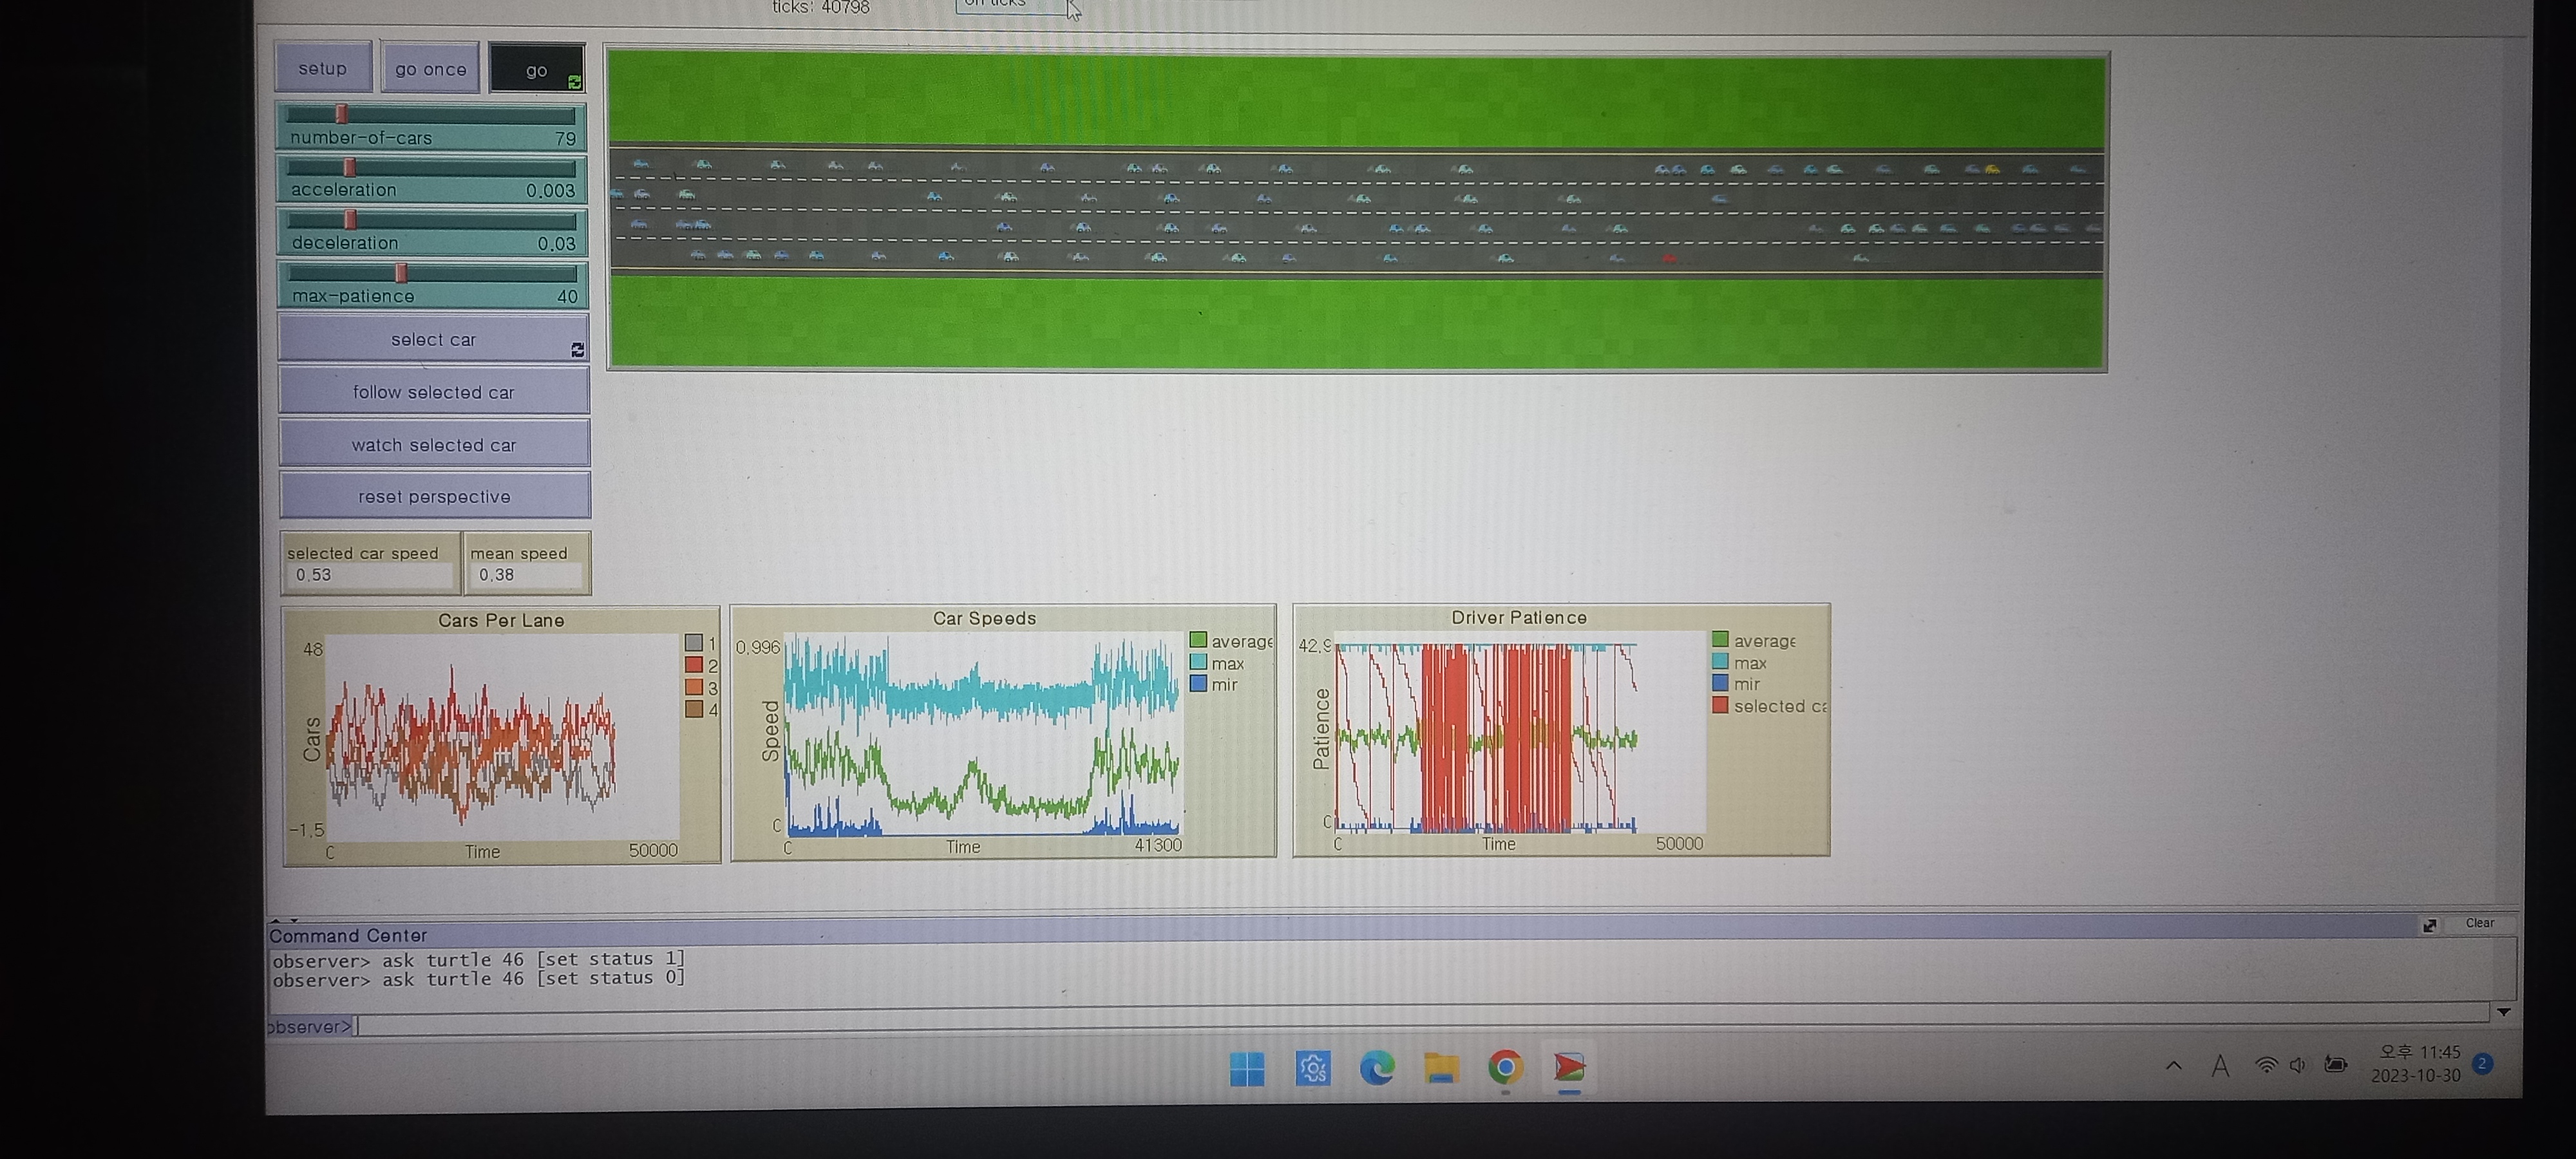 ticks: 40798
on ticks
setup
go once
go
number-of-cars 79
acceleration 0.003
deceleration 0.03
max-patience 40
select car
follow selected car
watch selected car
reset perspective
selected car speed
0.53
mean speed
0.38
Cars Per Lane
48
Cars
-1.5
C
Time
50000
1
2
3
4
Car Speeds
0.996
Speed
C
C
Time
41300
average
max
mir
Driver Patience
42.9
Patience
C
C
Time
50000
average
max
mir
selected ca
Command Center
Clear
observer> ask turtle 46 [set status 1]
observer> ask turtle 46 [set status 0]
observer>
A
오후 11:45
2023-10-30
2